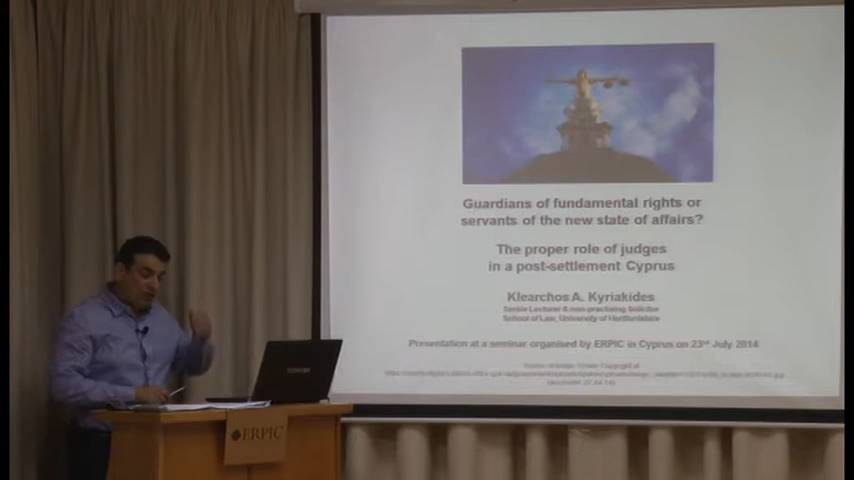 Guardians of fundamental rights or
servants of the new state of affairs?
The proper role of judges
in a post-settlement Cyprus
Klearchos A. Kyriakides
Senior Lecturer & non-practising Solicitor
School of Law, University of Hertfordshire
Presentation at a seminar organised by ERPIC in Cyprus on 23rd July 2014
TOSHIBA
ERPIC